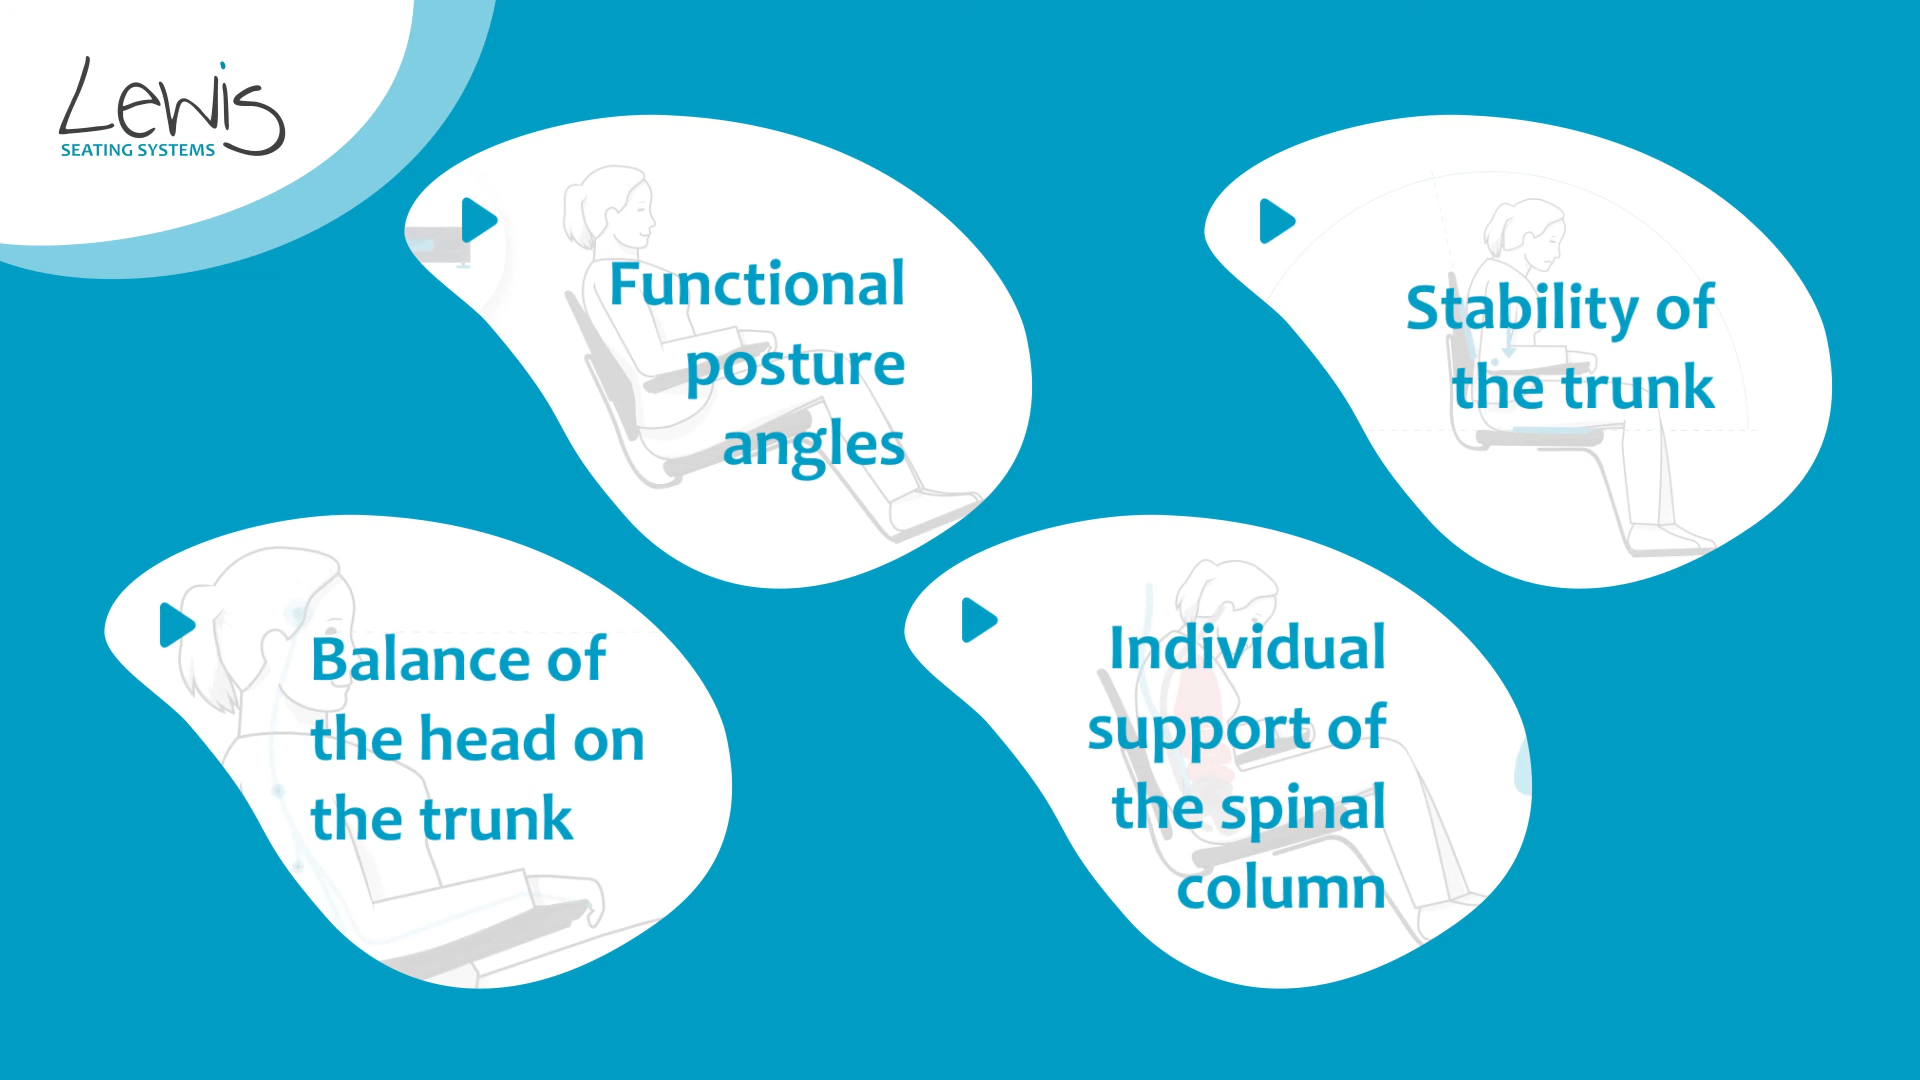 Lewis
SEATING SYSTEMS
Functional
posture
angles
Stability of
the trunk
Balance of
the head on
the trunk
Individual
support of
the spinal
column